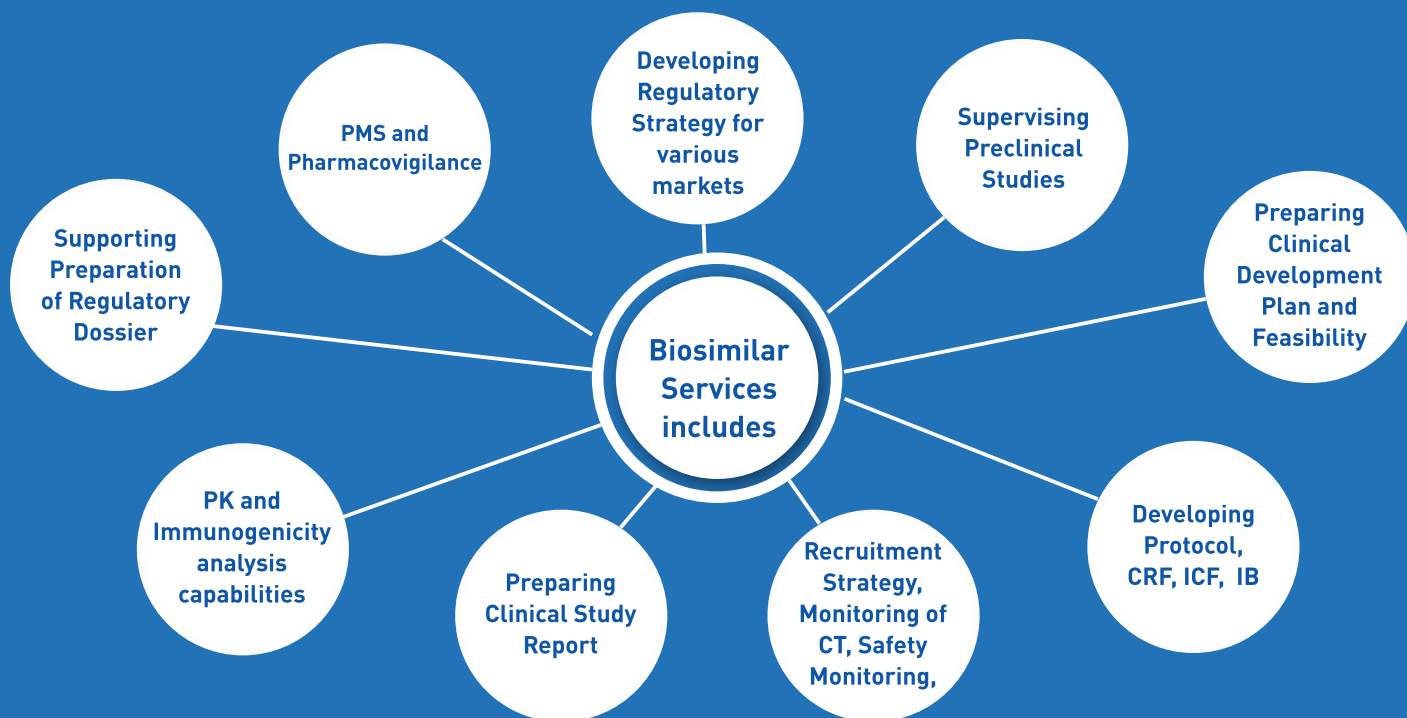 Developing
Regulatory
Strategy for
various
markets
PMS and
Pharmacovigilance
Supervising
Preclinical
Studies
Supporting
Preparation
of Regulatory
Dossier
Preparing
Clinical
Development
Plan and
Feasibility
Biosimilar
Services
includes
PK and
Immunogenicity
analysis
capabilities
Preparing
Clinical Study
Report
Recruitment
Strategy,
Monitoring of
CT, Safety
Monitoring,
Developing
Protocol,
CRF, ICF, IB